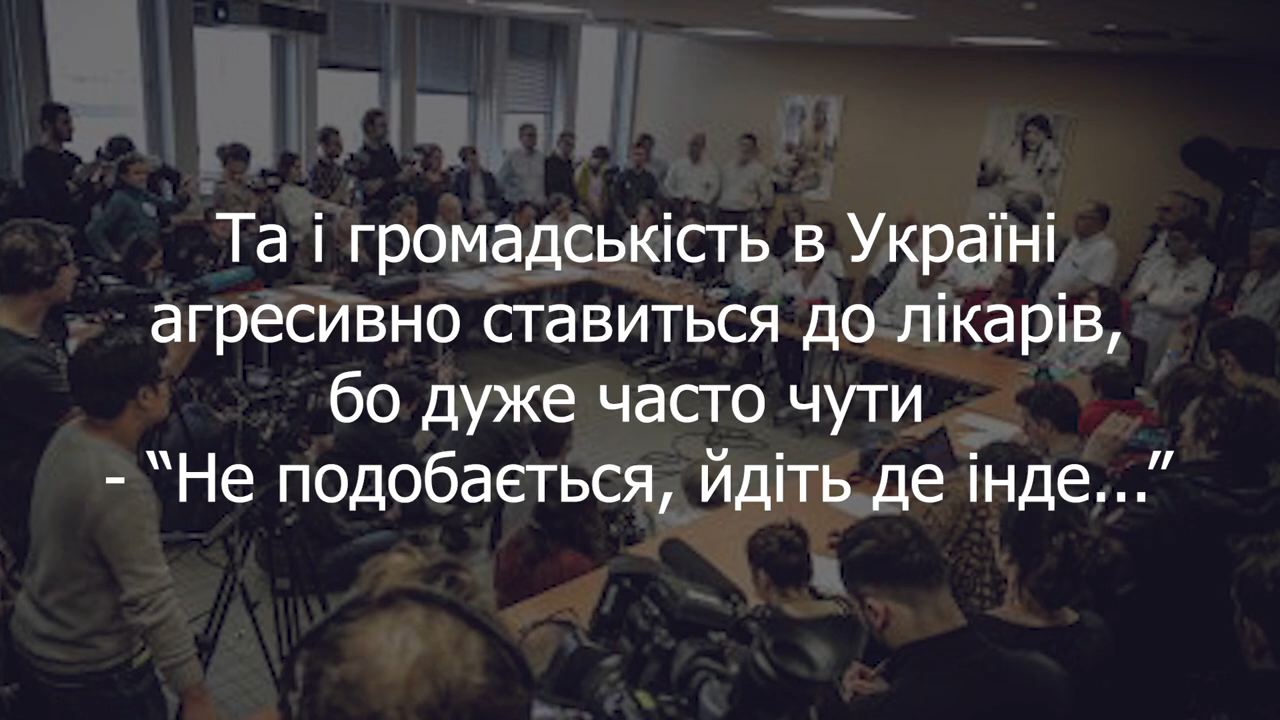 Та і громадськість в Україні
агресивно ставиться до лікарів,
бо дуже часто чути
- “Не подобається, йдіть де інде...”